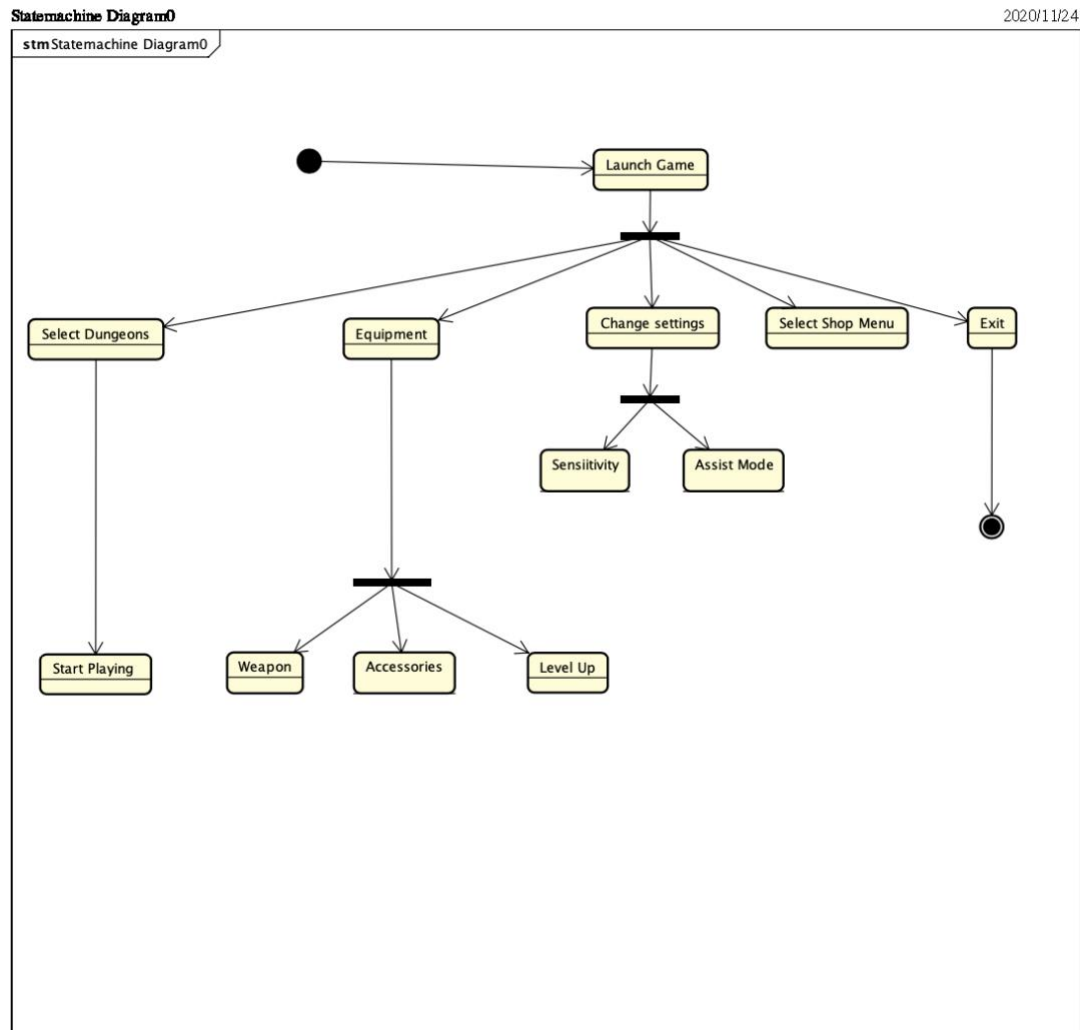 Statemachine Diagram0
2020/11/24
stm Statemachine Diagram0
Launch Game
Select Dungeons
Equipment
Change settings
Select Shop Menu
Exit
Sensiitivity
Assist Mode
Start Playing
Weapon
Accessories
Level Up